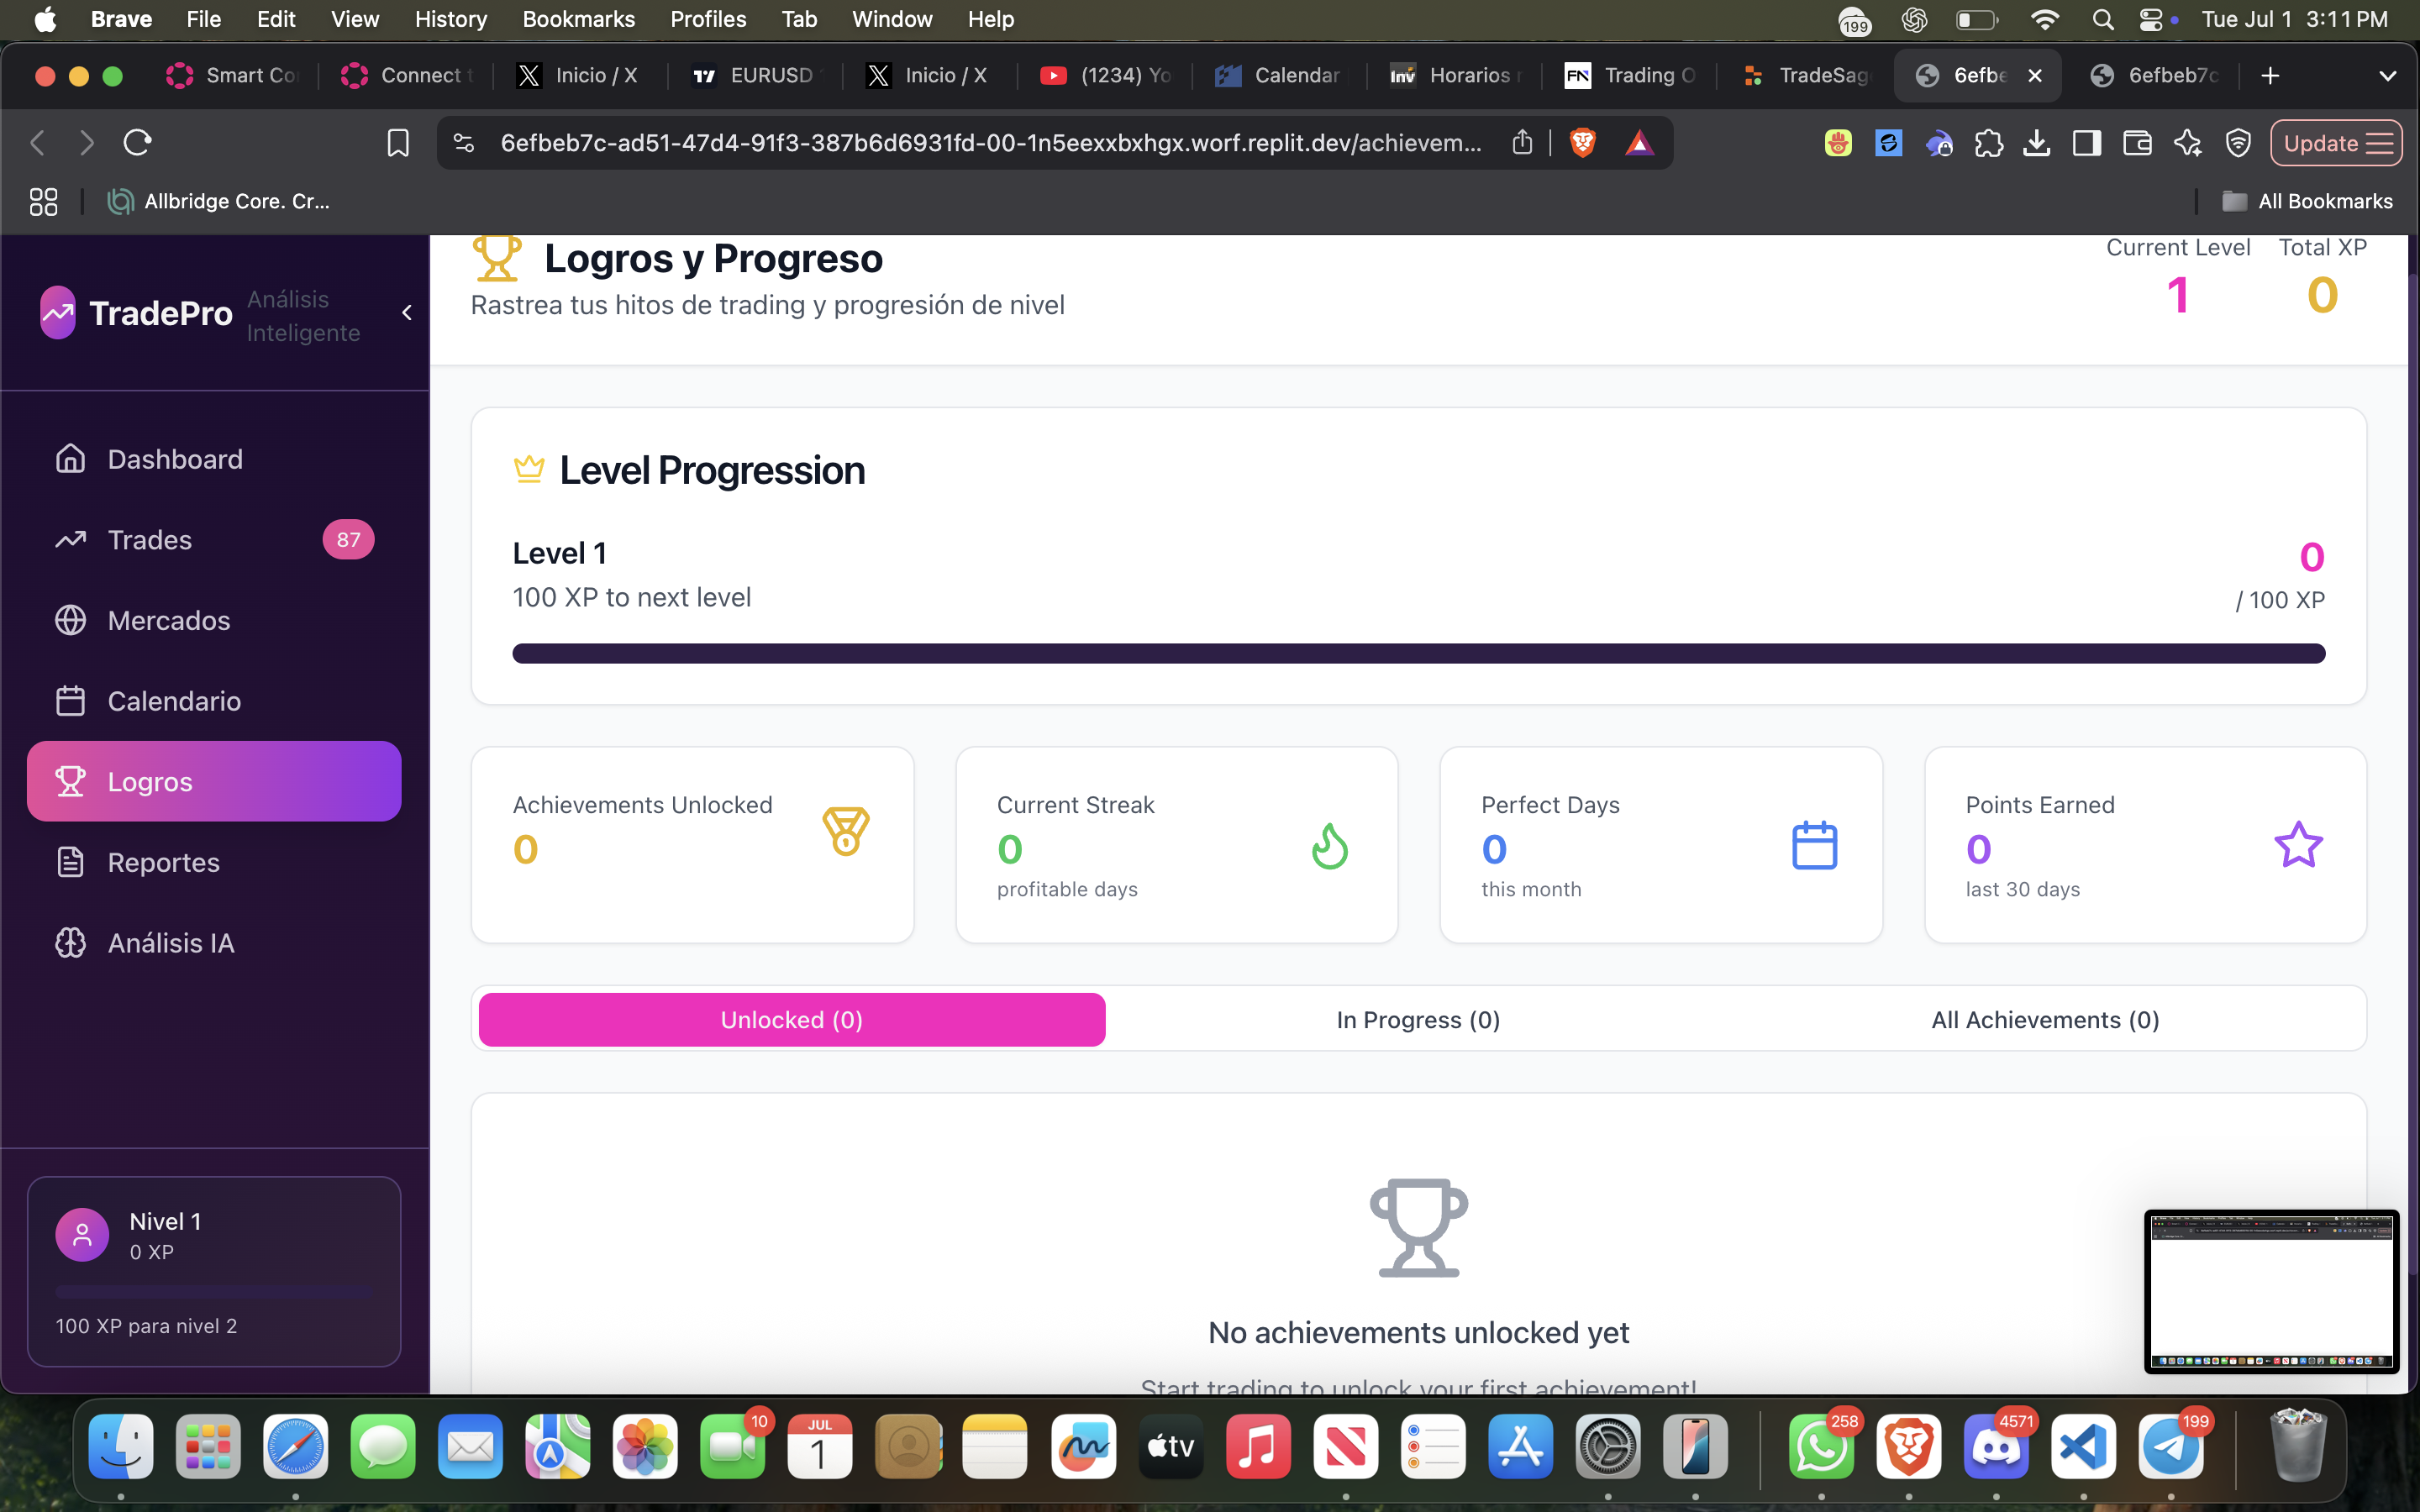 Brave File Edit View History Bookmarks Profiles Tab Window Help
199
Tue Jul 1 3:11 PM
Smart Co
Connect t
Inicio / X
EURUSD
Inicio / X
(1234) Yo
Calendar
Inv
Horarios
FN
Trading O
TradeSag
6efbe
6efbeb7c
6efbeb7c-ad51-47d4-91f3-387b6d6931fd-00-1n5eexxbxhgx.worf.replit.dev/achievem...
Update
Allbridge Core. Cr...
All Bookmarks
TradePro
Análisis
Inteligente
Dashboard
Trades
87
Mercados
Calendario
Logros
Reportes
Análisis IA
Nivel 1
0 XP
100 XP para nivel 2
Logros y Progreso
Rastrea tus hitos de trading y progresión de nivel
Current Level
1
Total XP
0
Level Progression
Level 1
100 XP to next level
0
/ 100 XP
Achievements Unlocked
0
Current Streak
0
profitable days
Perfect Days
0
this month
Points Earned
0
last 30 days
Unlocked (0)
In Progress (0)
All Achievements (0)
No achievements unlocked yet
Start trading to unlock your first achievement!
10
JUL
1
tv
258
4571
199